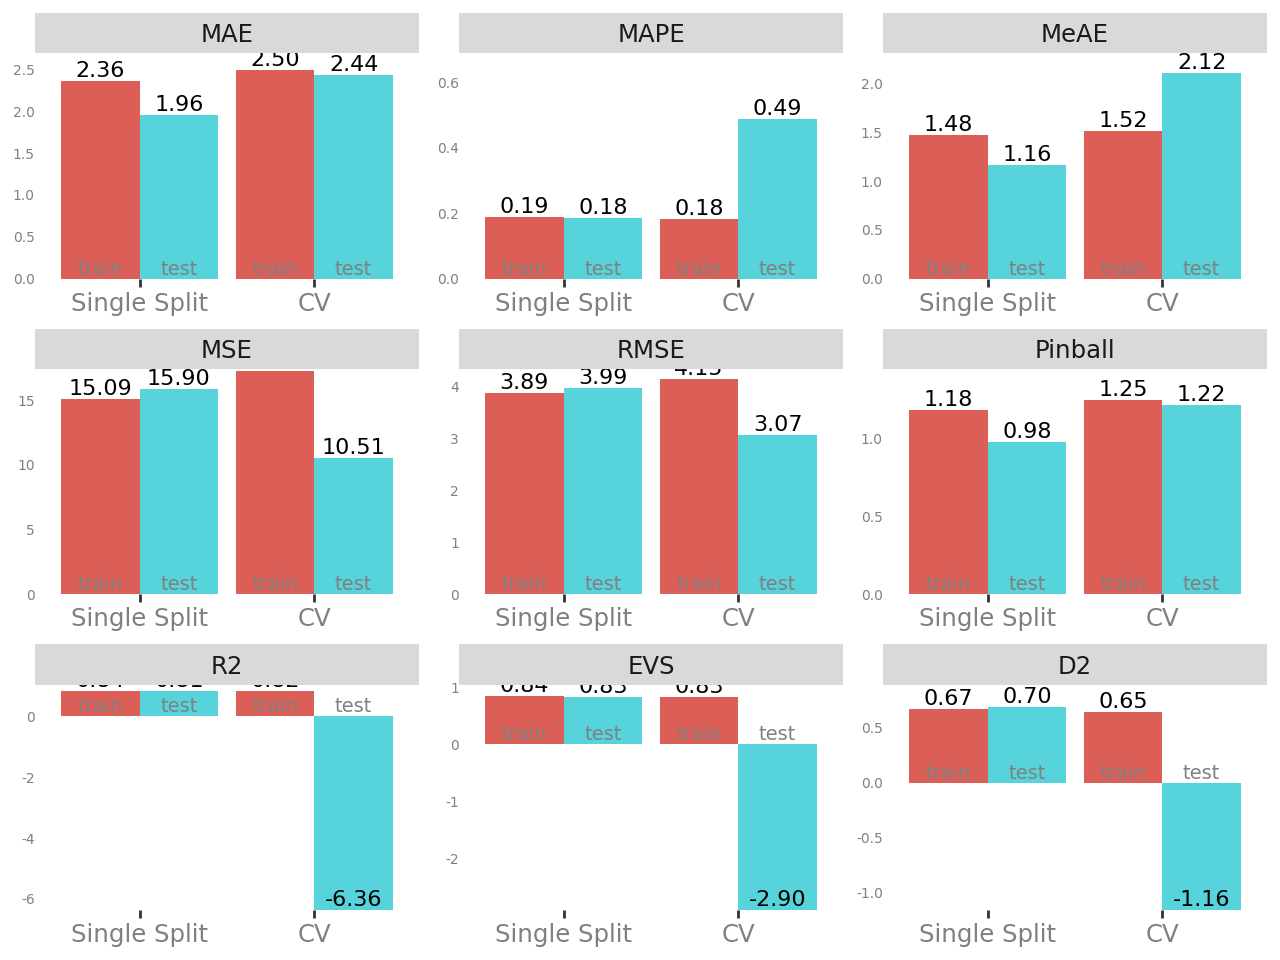 MAE
MAPE
MeAE
2.5
2.0
1.5
1.0
0.5
0.0
2.36
1.96
2.50
2.44
train
test
train
test
Single Split
CV
0.6
0.4
0.2
0.0
0.19
0.18
0.18
0.49
train
test
train
test
Single Split
CV
2.0
1.5
1.0
0.5
0.0
1.48
1.16
1.52
2.12
train
test
train
test
Single Split
CV
MSE
RMSE
Pinball
15
10
5
0
15.09
15.90
10.51
train
test
train
test
Single Split
CV
4
3
2
1
0
3.89
3.99
3.07
train
test
train
test
Single Split
CV
1.0
0.5
0.0
1.18
0.98
1.25
1.22
train
test
train
test
Single Split
CV
R2
EVS
D2
0
-2
-4
-6
train
test
train
test
-6.36
Single Split
CV
1
0
-1
-2
0.84
0.83
0.83
train
test
train
test
-2.90
Single Split
CV
0.5
0.0
-0.5
-1.0
0.67
0.70
0.65
train
test
train
test
-1.16
Single Split
CV